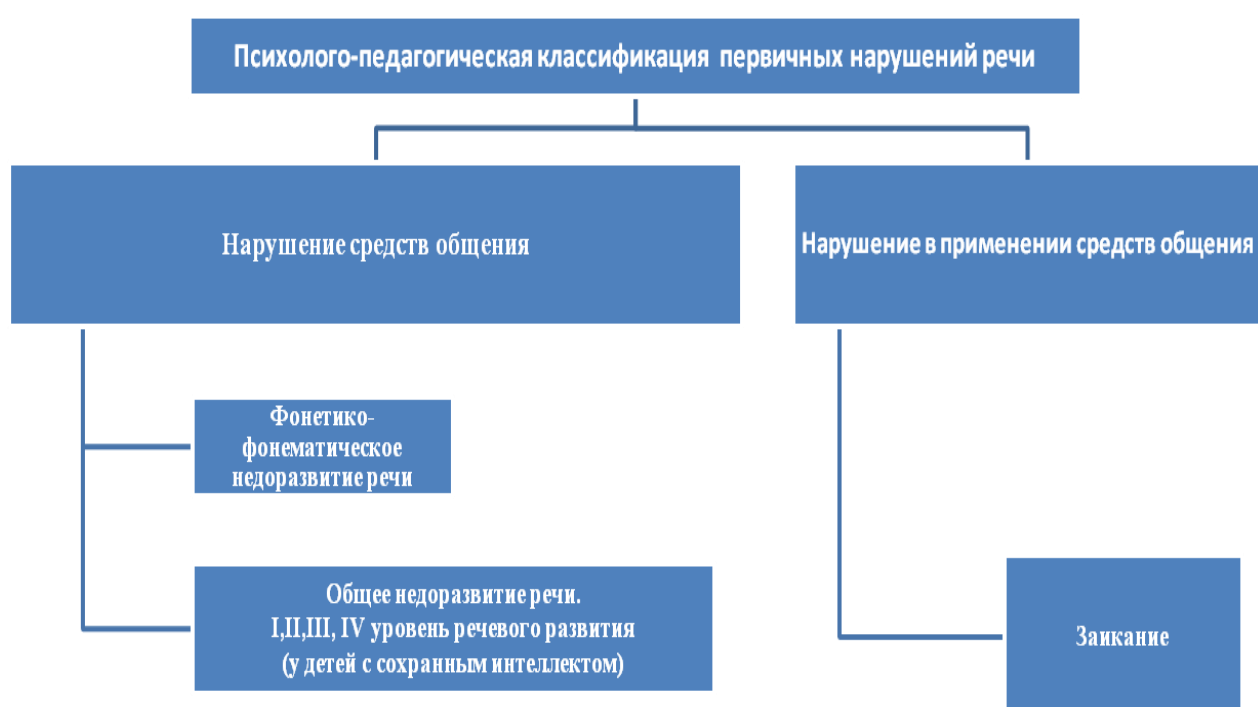 Психолого-педагогическая классификация первичных нарушений речи
Нарушение средств общения
Нарушение в применении средств общения
Фонетико-
фонематическое
недоразвитие речи
Общее недоразвитие речи.
I,II,III, IV уровень речевого развития
(у детей с сохранным интеллектом)
Заикание